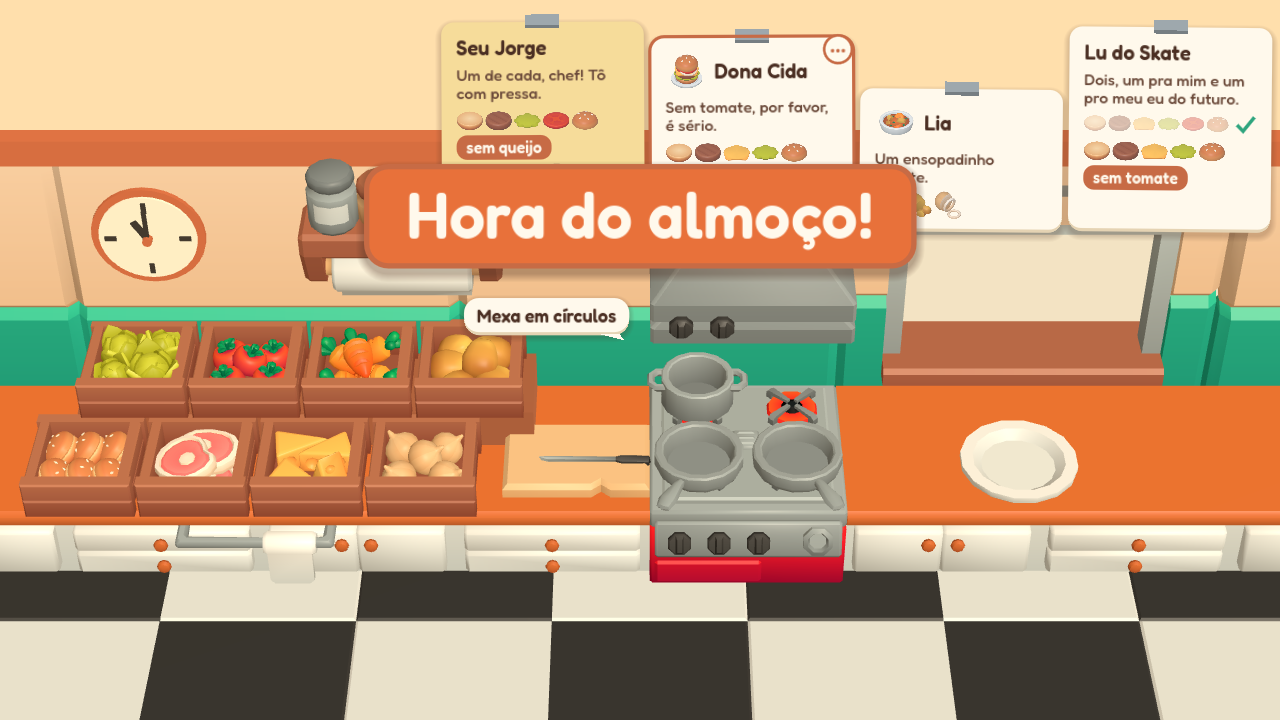 Seu Jorge
Um de cada, chef! Tô
com pressa.
sem queijo
Dona Cida
Sem tomate, por favor,
é sério.
Lia
Um ensopadinho
Lu do Skate
Dois, um pra mim e um
pro meu eu do futuro.
sem tomate
Hora do almoço!
Mexa em círculos